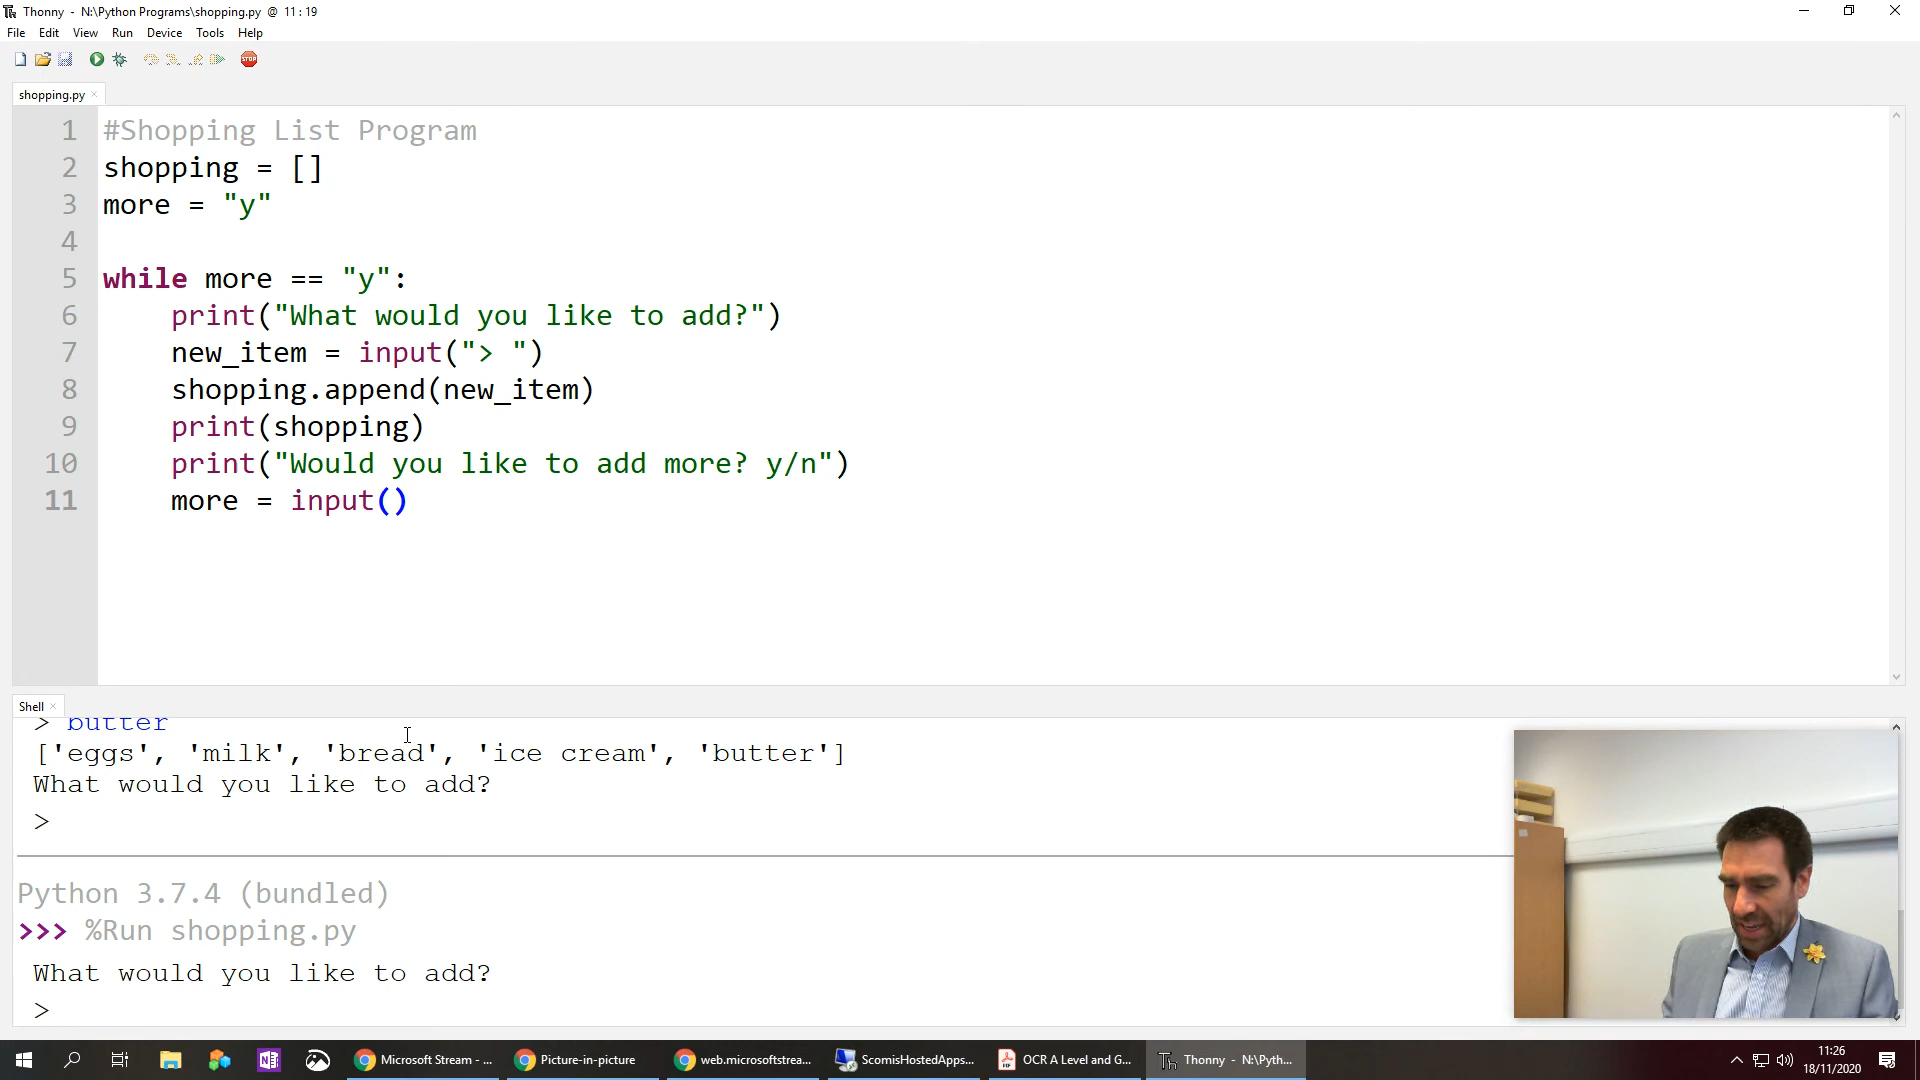 Thonny - N:\Python Programs\shopping.py @ 11 : 19
File Edit View Run Device Tools Help
STOP
shopping.py ×
1 #Shopping List Program
2 shopping = []
3 more = "y"
4
5 while more == "y":
6 print("What would you like to add?")
7 new_item = input("> ")
8 shopping.append(new_item)
9 print(shopping)
10 print("Would you like to add more? y/n")
11 more = input()
Shell ×
> butter
['eggs', 'milk', 'bread', 'ice cream', 'butter']
What would you like to add?
>
Python 3.7.4 (bundled)
>>> %Run shopping.py
What would you like to add?
>
Microsoft Stream - ... Picture-in-picture web.microsoftstrea... ScomisHostedApps... OCR A Level and G... Thonny - N:\Pyth... 11:26
18/11/2020